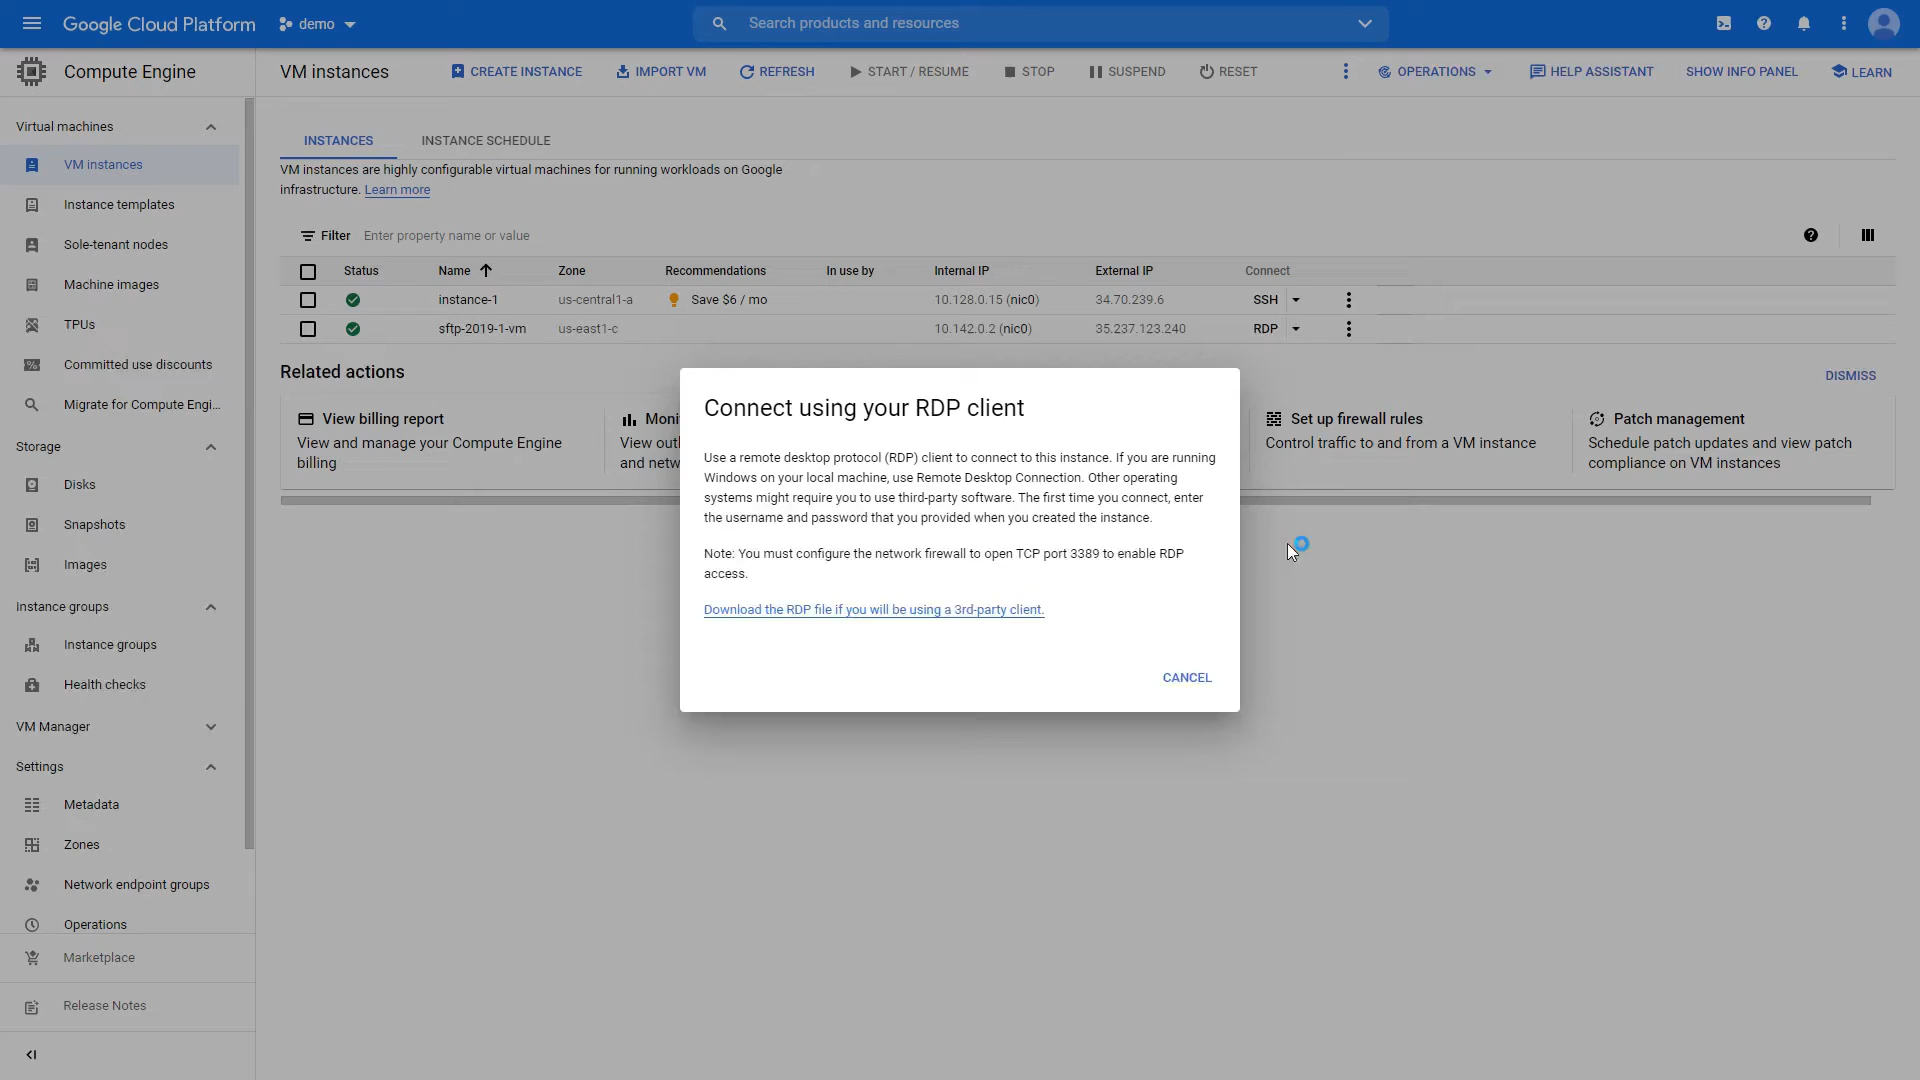 Google Cloud Platform demo Search products and resources
Compute Engine
VM instances CREATE INSTANCE IMPORT VM REFRESH START / RESUME STOP SUSPEND RESET OPERATIONS HELP ASSISTANT SHOW INFO PANEL LEARN
Virtual machines
VM instances
Instance templates
Sole-tenant nodes
Machine images
TPUs
Committed use discounts
Migrate for Compute Engi...
Storage
Disks
Snapshots
Images
Instance groups
Instance groups
Health checks
VM Manager
Settings
Metadata
Zones
Network endpoint groups
Operations
Marketplace
Release Notes
INSTANCES INSTANCE SCHEDULE
VM instances are highly configurable virtual machines for running workloads on Google
infrastructure. Learn more
Filter Enter property name or value
Status Name Zone Recommendations In use by Internal IP External IP Connect
instance-1 us-central1-a Save $6 / mo 10.128.0.15 (nic0) 34.70.239.6 SSH
sftp-2019-1-vm us-east1-c 10.142.0.2 (nic0) 35.237.123.240 RDP
Related actions DISMISS
View billing report
View and manage your Compute Engine
billing
Moni
View outl
and netw
Set up firewall rules
Control traffic to and from a VM instance
Patch management
Schedule patch updates and view patch
compliance on VM instances
Connect using your RDP client
Use a remote desktop protocol (RDP) client to connect to this instance. If you are running
Windows on your local machine, use Remote Desktop Connection. Other operating
systems might require you to use third-party software. The first time you connect, enter
the username and password that you provided when you created the instance.
Note: You must configure the network firewall to open TCP port 3389 to enable RDP
access.
Download the RDP file if you will be using a 3rd-party client.
CANCEL